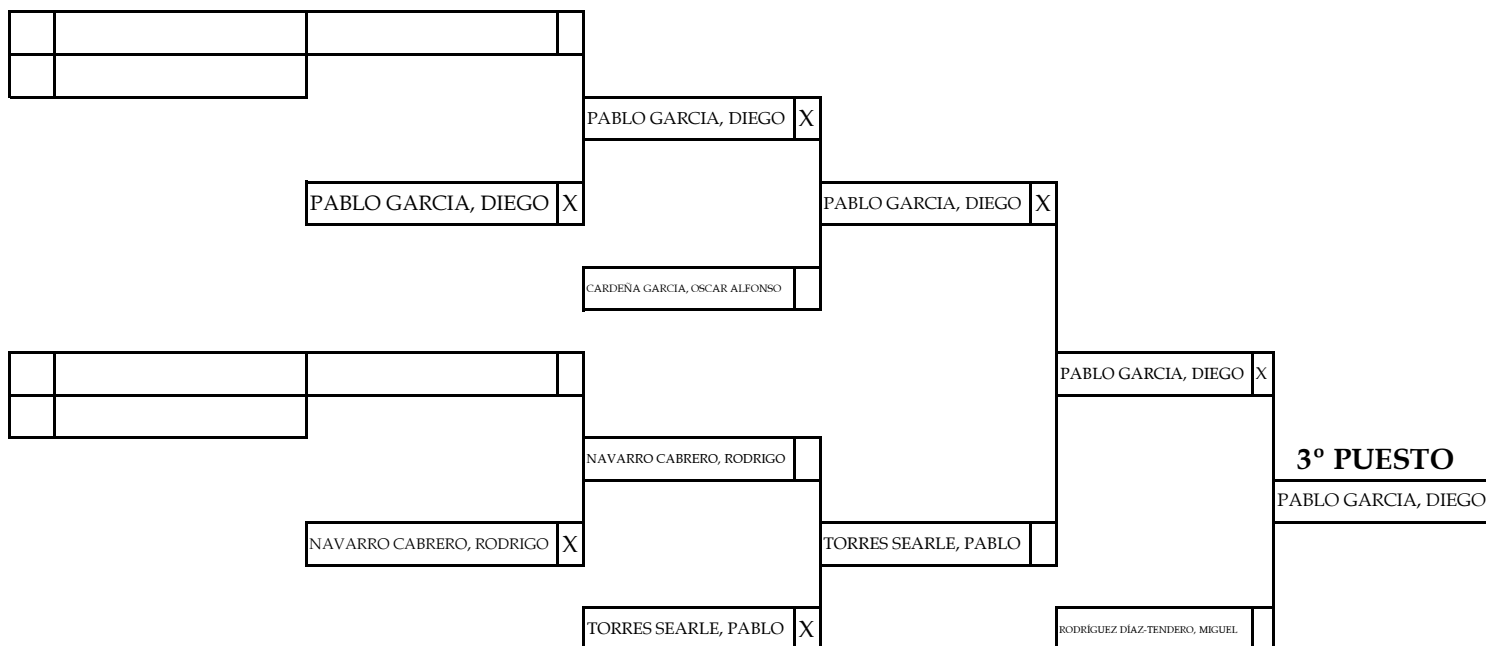 PABLO GARCIA, DIEGO X
PABLO GARCIA, DIEGO X
PABLO GARCIA, DIEGO X
CARDEÑA GARCIA, OSCAR ALFONSO
PABLO GARCIA, DIEGO X
NAVARRO CABRERO, RODRIGO
3º PUESTO
PABLO GARCIA, DIEGO
NAVARRO CABRERO, RODRIGO X
TORRES SEARLE, PABLO
TORRES SEARLE, PABLO X
RODRÍGUEZ DÍAZ-TENDERO, MIGUEL